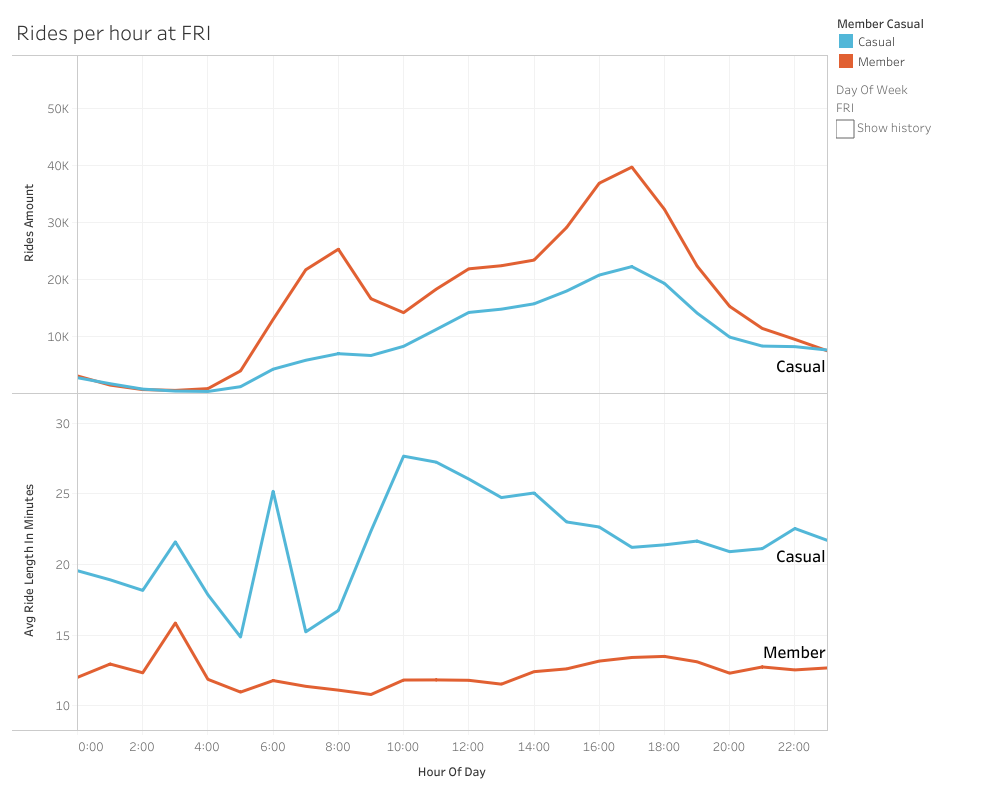 Rides per hour at FRI
Member Casual
Casual
Member
Day Of Week
FRI
Show history
Rides Amount
50K
40K
30K
20K
10K
Casual
Avg Ride Length In Minutes
30
25
20
15
10
Casual
Member
0:00 2:00 4:00 6:00 8:00 10:00 12:00 14:00 16:00 18:00 20:00 22:00
Hour Of Day